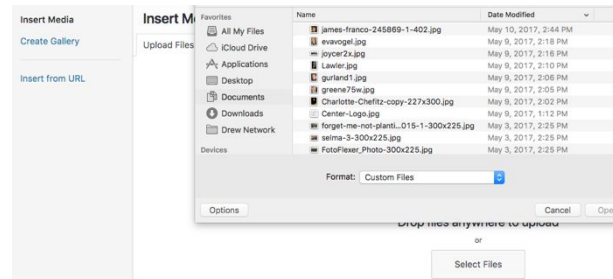 Insert Media
Create Gallery
Insert from URL
Insert M
Upload Files
Favorites
All My Files
iCloud Drive
Applications
Desktop
Documents
Downloads
Drew Network
Devices
Name Date Modified
james-franco-245869-1-402.jpg May 10, 2017, 2:44 PM
evavogel.jpg May 9, 2017, 2:18 PM
joycer2x.jpg May 9, 2017, 2:16 PM
Lawler.jpg May 9, 2017, 2:10 PM
gurland1.jpg May 9, 2017, 2:06 PM
greene75w.jpg May 9, 2017, 2:05 PM
Charlotte-Chefitz-copy-227x300.jpg May 9, 2017, 2:02 PM
Center-Logo.jpg May 9, 2017, 1:12 PM
forget-me-not-planti...015-1-300x225.jpg May 3, 2017, 2:25 PM
selma-3-300x225.jpg May 3, 2017, 2:25 PM
FotoFlexer_Photo-300x225.jpg May 3, 2017, 2:25 PM
Format: Custom Files
Options Cancel Ope
Drop files anywhere to upload
or
Select Files